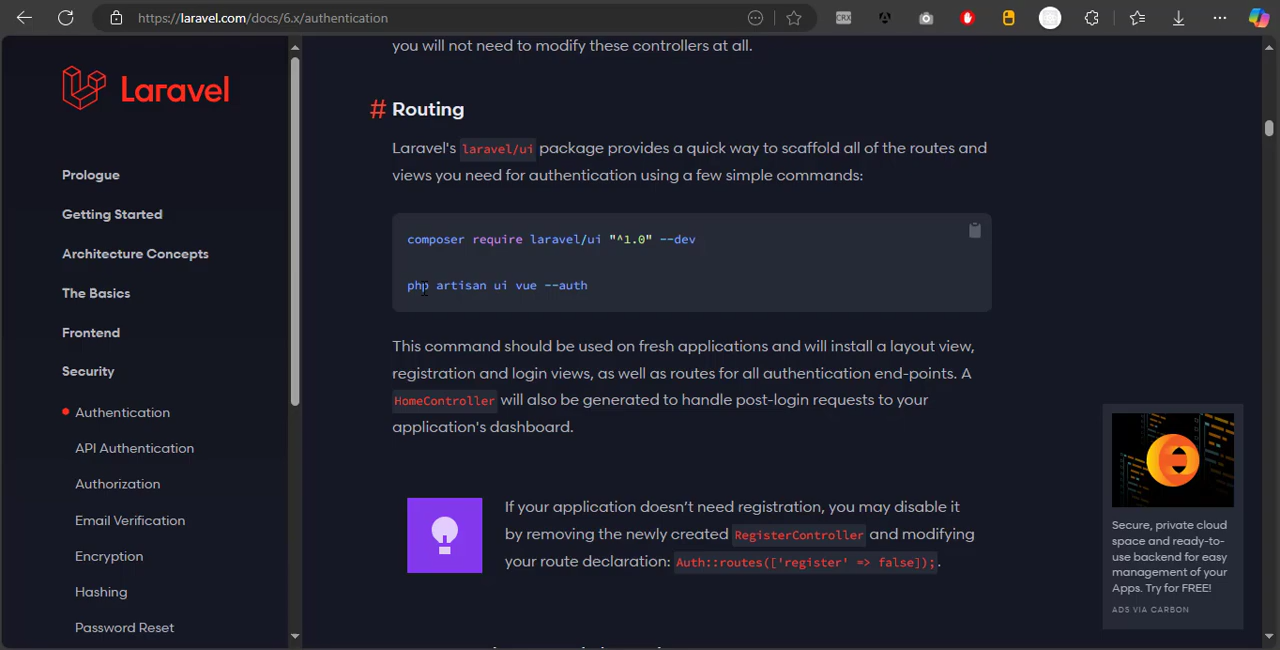 https://laravel.com/docs/6.x/authentication
CRX
Laravel
Prologue
Getting Started
Architecture Concepts
The Basics
Frontend
Security
Authentication
API Authentication
Authorization
Email Verification
Encryption
Hashing
Password Reset
you will not need to modify these controllers at all.
# Routing
Laravel's laravel/ui package provides a quick way to scaffold all of the routes and
views you need for authentication using a few simple commands:
composer require laravel/ui "^1.0" --dev
php artisan ui vue --auth
This command should be used on fresh applications and will install a layout view,
registration and login views, as well as routes for all authentication end-points. A
HomeController will also be generated to handle post-login requests to your
application's dashboard.
If your application doesn’t need registration, you may disable it
by removing the newly created RegisterController and modifying
your route declaration: Auth::routes(['register' => false]);.
Secure, private cloud
space and ready-to-
use backend for easy
management of your
Apps. Try for FREE!
ADS VIA CARBON